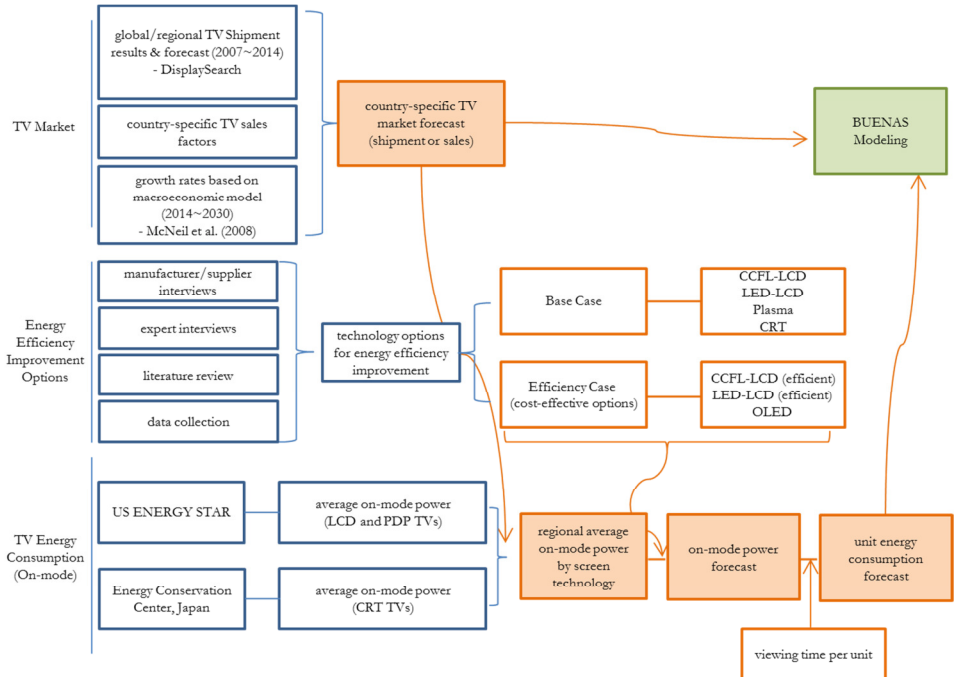 TV Market
global/regional TV Shipment
results & forecast (2007~2014)
- DisplaySearch
country-specific TV sales
factors
growth rates based on
macroeconomic model
(2014~2030)
- McNeil et al. (2008)
country-specific TV
market forecast
(shipment or sales)
BUENAS
Modeling
Energy
Efficiency
Improvement
Options
manufacturer/supplier
interviews
expert interviews
literature review
data collection
technology options
for energy efficiency
improvement
Base Case
CCFL-LCD
LED-LCD
Plasma
CRT
Efficiency Case
(cost-effective options)
CCFL-LCD (efficient)
LED-LCD (efficient)
OLED
TV Energy
Consumption
(On-mode)
US ENERGY STAR
average on-mode power
(LCD and PDP TVs)
Energy Conservation
Center, Japan
average on-mode power
(CRT TVs)
regional average
on-mode power
by screen
technology
on-mode power
forecast
unit energy
consumption
forecast
viewing time per unit